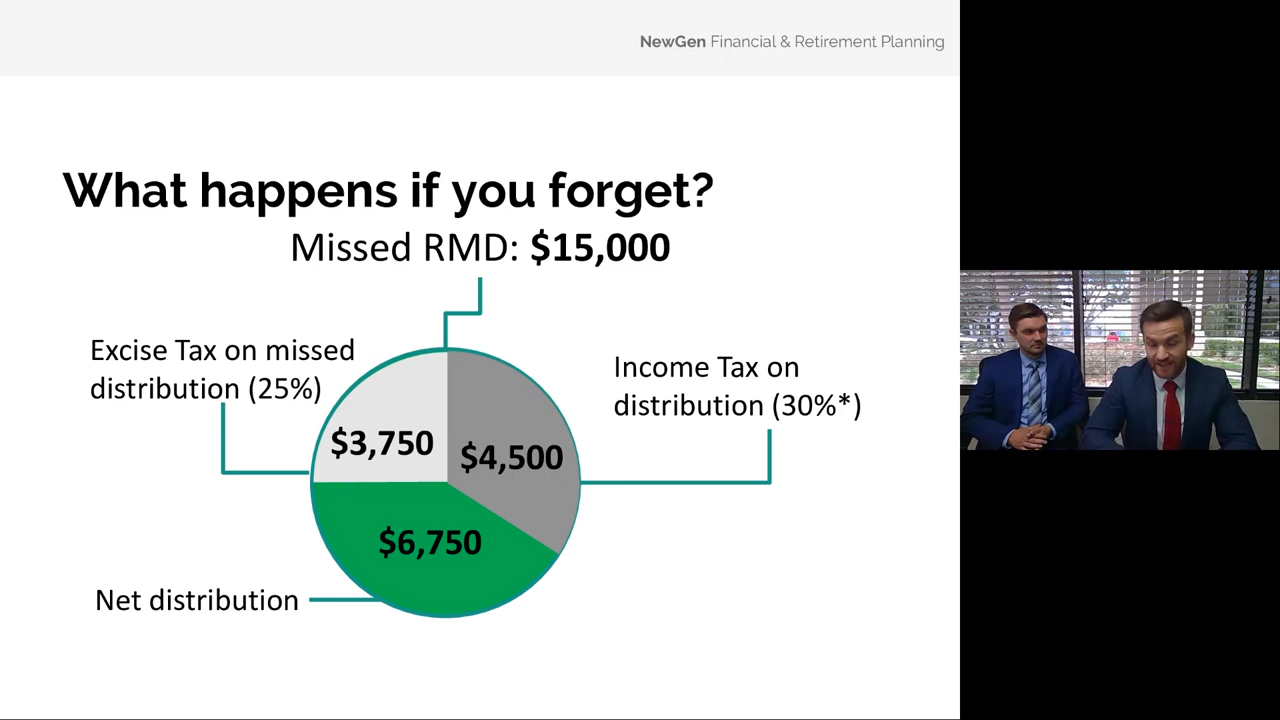 NewGen Financial & Retirement Planning
What happens if you forget?
Missed RMD: $15,000
Excise Tax on missed
distribution (25%)
Income Tax on
distribution (30%*)
$3,750
$4,500
$6,750
Net distribution